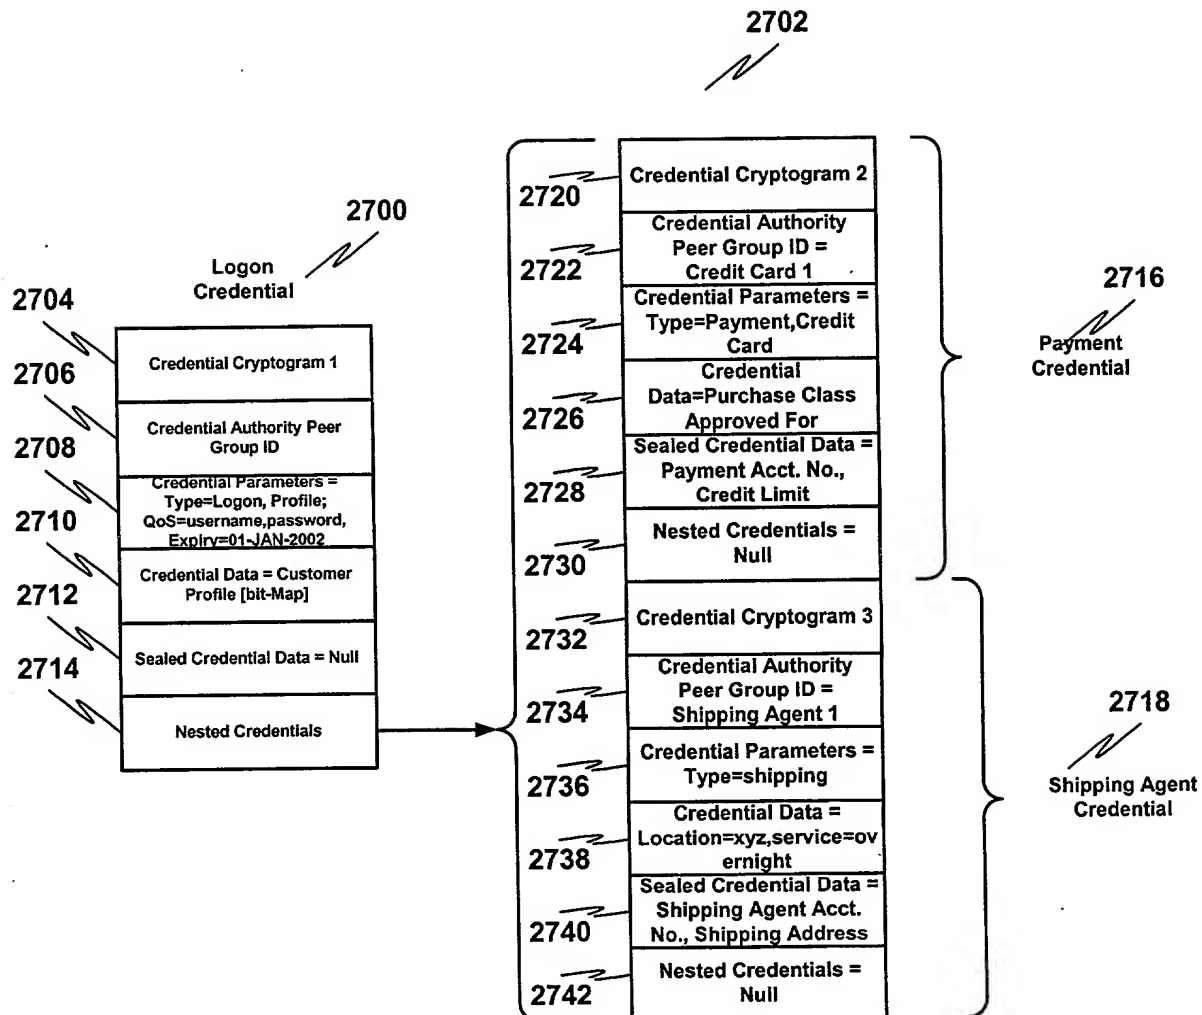 2702
2700
Logon
Credential
2704
Credential Cryptogram 1
2706
Credential Authority Peer
Group ID
2708
Credential Parameters =
Type=Logon, Profile;
QoS=username,password,
Expiry=01-JAN-2002
2710
Credential Data = Customer
Profile [bit-Map]
2712
Sealed Credential Data = Null
2714
Nested Credentials
2720
Credential Cryptogram 2
2722
Credential Authority
Peer Group ID =
Credit Card 1
2724
Credential Parameters =
Type=Payment,Credit
Card
2726
Credential
Data=Purchase Class
Approved For
2728
Sealed Credential Data =
Payment Acct. No.,
Credit Limit
2730
Nested Credentials =
Null
2716
Payment
Credential
2732
Credential Cryptogram 3
2734
Credential Authority
Peer Group ID =
Shipping Agent 1
2736
Credential Parameters =
Type=shipping
2738
Credential Data =
Location=xyz,service=ov
ernight
2740
Sealed Credential Data =
Shipping Agent Acct.
No., Shipping Address
2742
Nested Credentials =
Null
2718
Shipping Agent
Credential